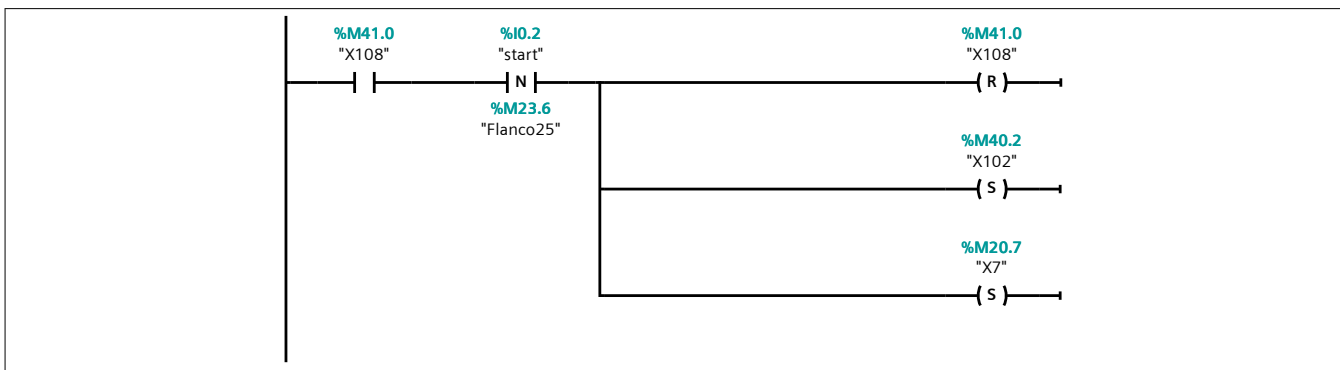 %M41.0
"X108"
%I0.2
"start"
N
%M23.6
"Flanco25"
%M41.0
"X108"
R
%M40.2
"X102"
S
%M20.7
"X7"
S